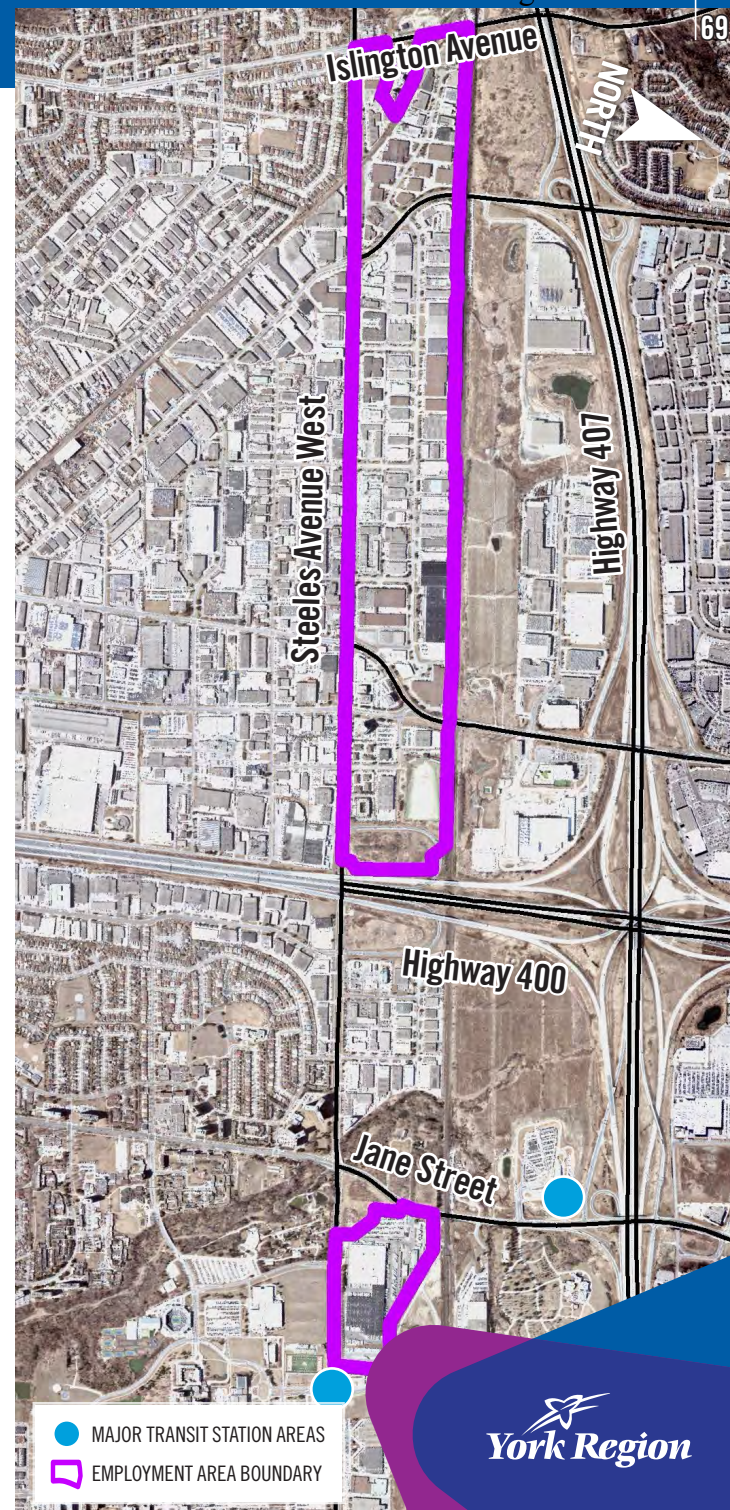 69
Islington Avenue
NORTH
Steeles Avenue West
Highway 407
Highway 400
Jane Street
MAJOR TRANSIT STATION AREAS
EMPLOYMENT AREA BOUNDARY
York Region